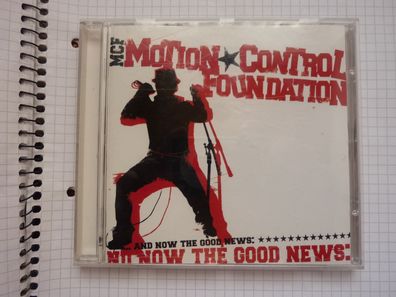 MCF
MOTION★CONTROL
FOUNDATION
... AND NOW THE GOOD NEWS: ★★★★★★★★★★★★★
ND NOW THE GOOD NEWS: